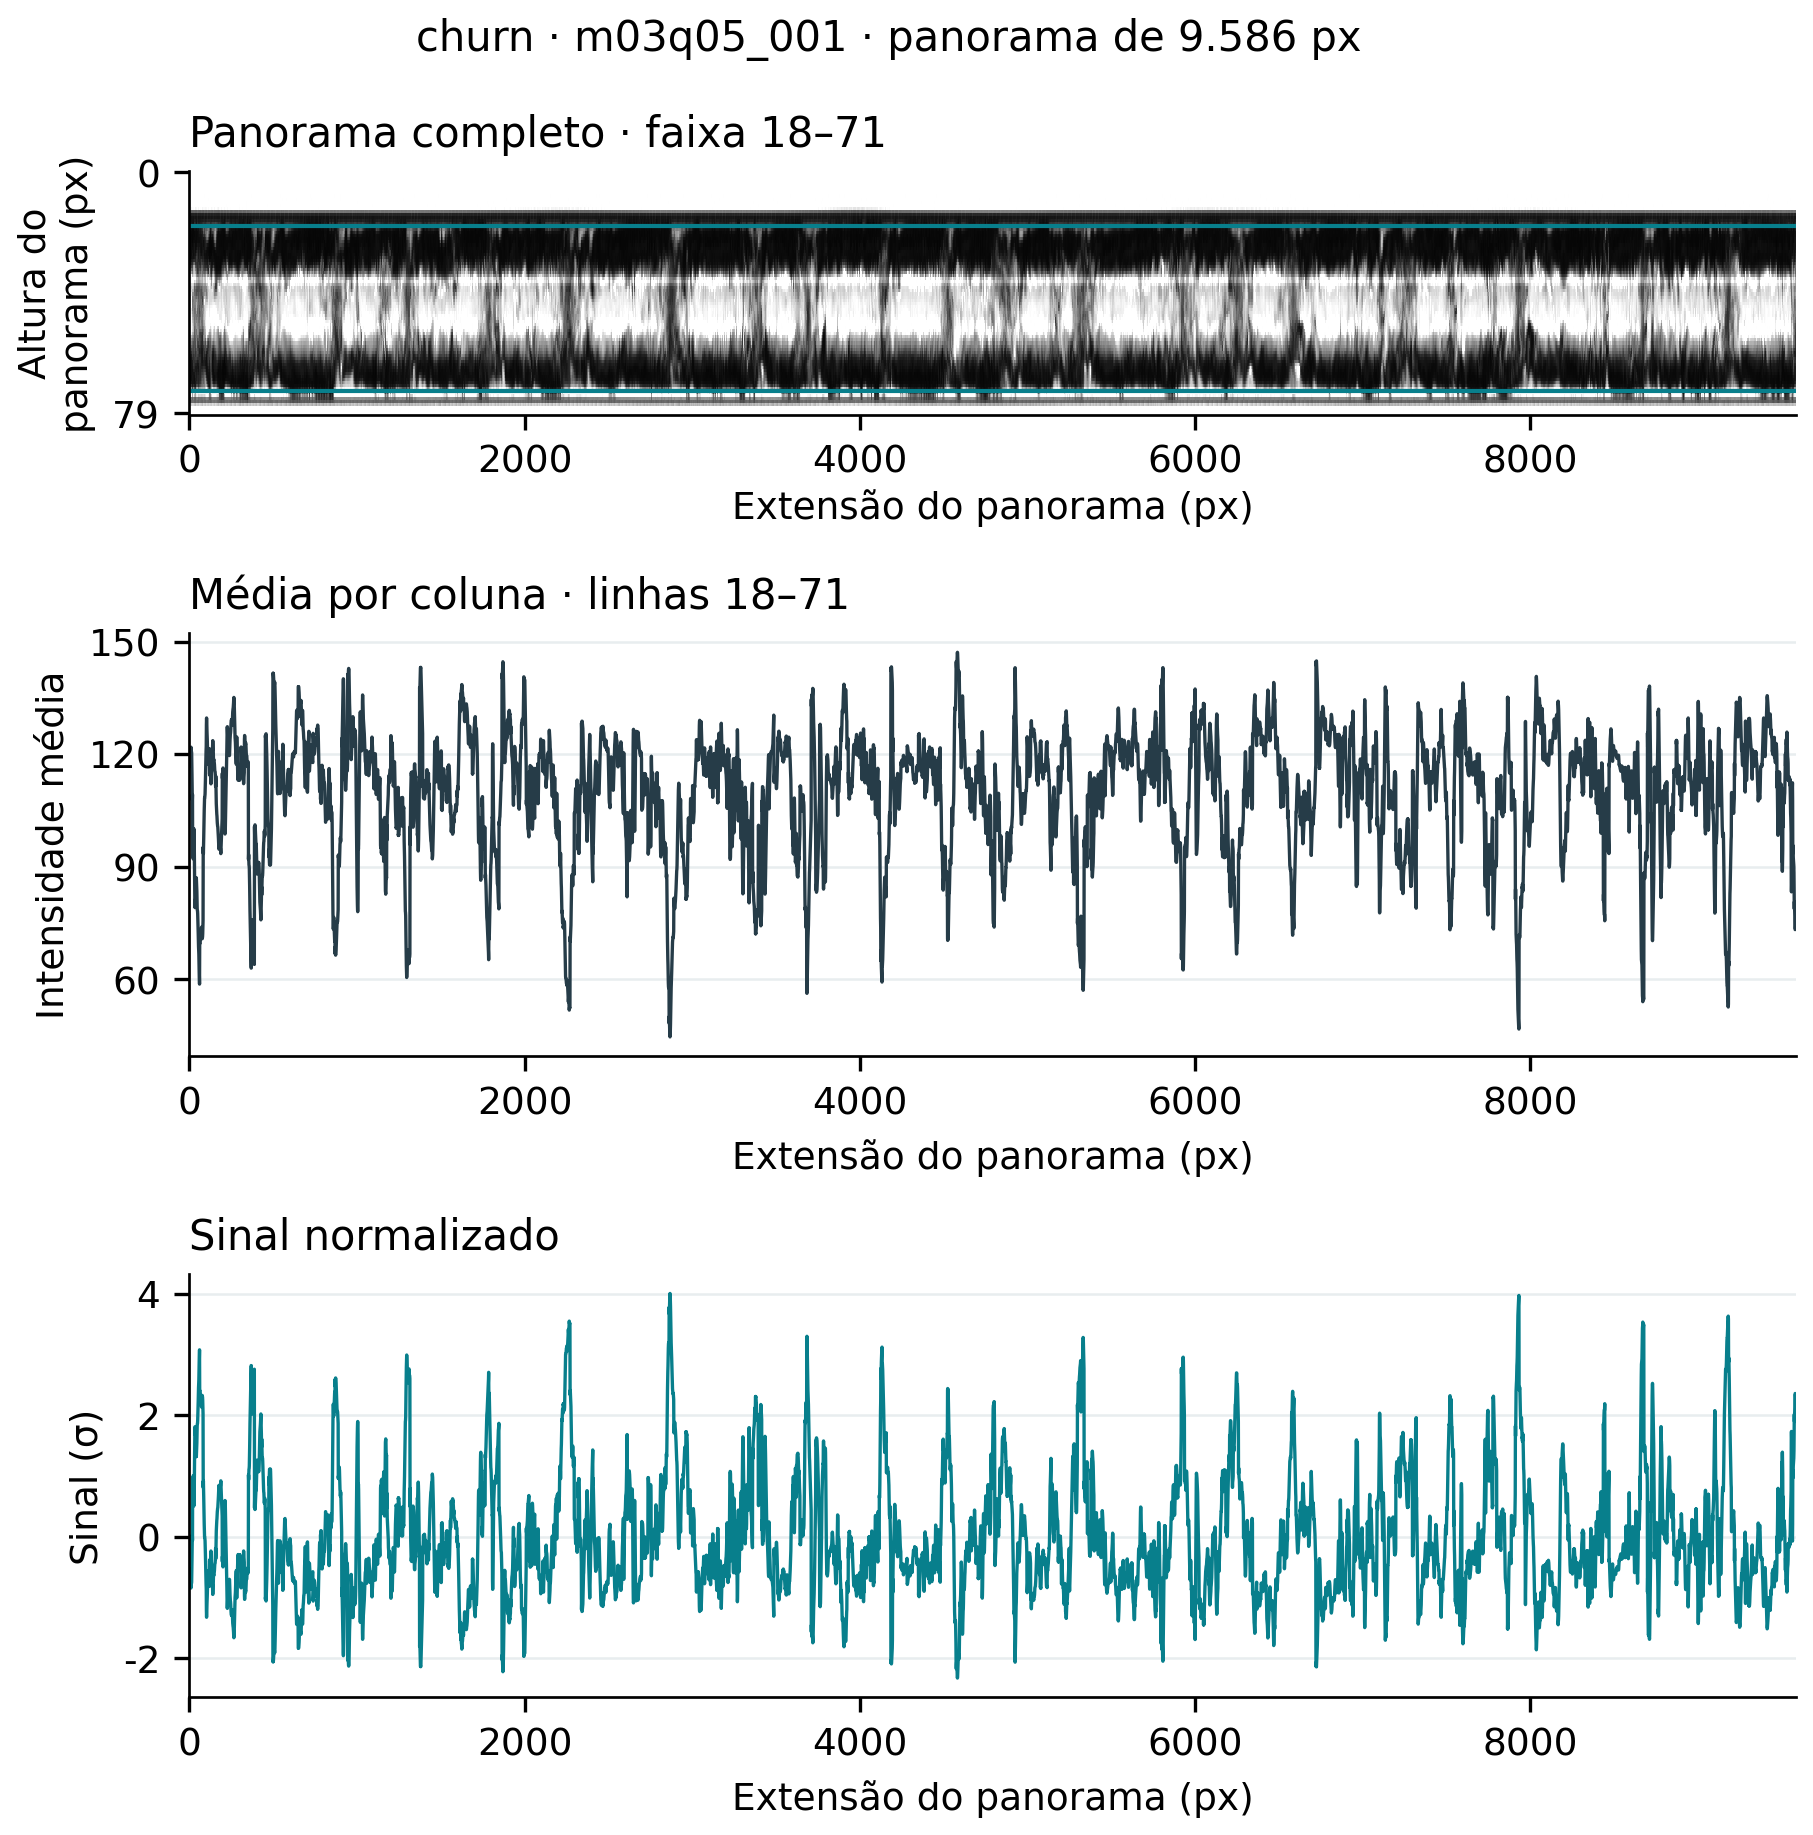 churn · m03q05_001 · panorama de 9.586 px
Panorama completo · faixa 18–71
Altura do
panorama (px)
0
79
0 2000 4000 6000 8000
Extensão do panorama (px)
Média por coluna · linhas 18–71
Intensidade média
150
120
90
60
0 2000 4000 6000 8000
Extensão do panorama (px)
Sinal normalizado
Sinal (σ)
4
2
0
-2
0 2000 4000 6000 8000
Extensão do panorama (px)